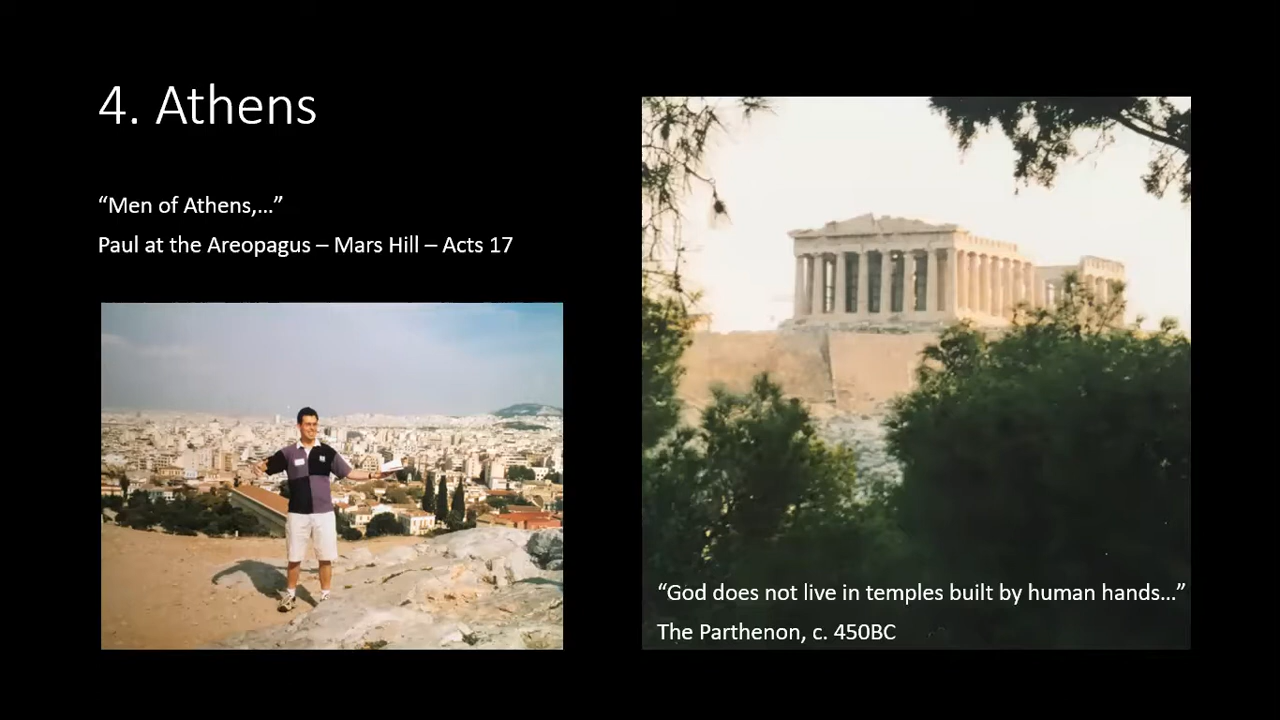 4. Athens
“Men of Athens,…”
Paul at the Areopagus – Mars Hill – Acts 17
“God does not live in temples built by human hands…”
The Parthenon, c. 450BC